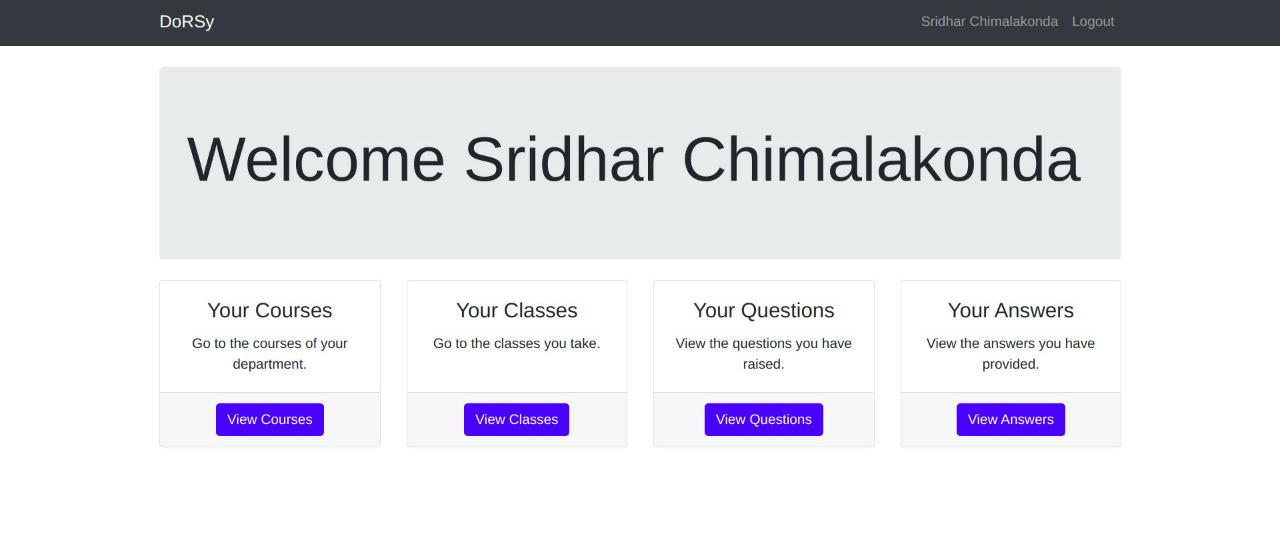 DoRSy
Sridhar Chimalakonda Logout
Welcome Sridhar Chimalakonda
Your Courses
Go to the courses of your
department.
View Courses
Your Classes
Go to the classes you take.
View Classes
Your Questions
View the questions you have
raised.
View Questions
Your Answers
View the answers you have
provided.
View Answers